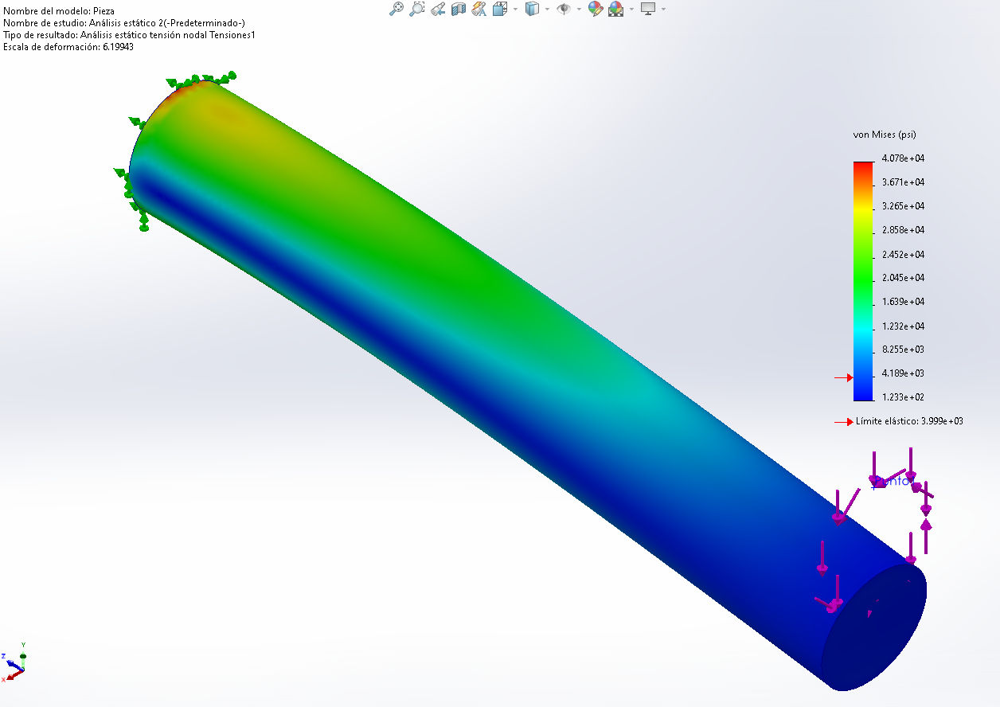 Nombre del modelo: Pieza
Nombre de estudio: Análisis estático 2(-Predeterminado-)
Tipo de resultado: Análisis estático tensión nodal Tensiones1
Escala de deformación: 6.19943
von Mises (psi)
4.078e+04
3.671e+04
3.265e+04
2.858e+04
2.452e+04
2.045e+04
1.639e+04
1.232e+04
8.255e+03
4.189e+03
1.233e+02
Límite elástico: 3.999e+03
Y
Z
X